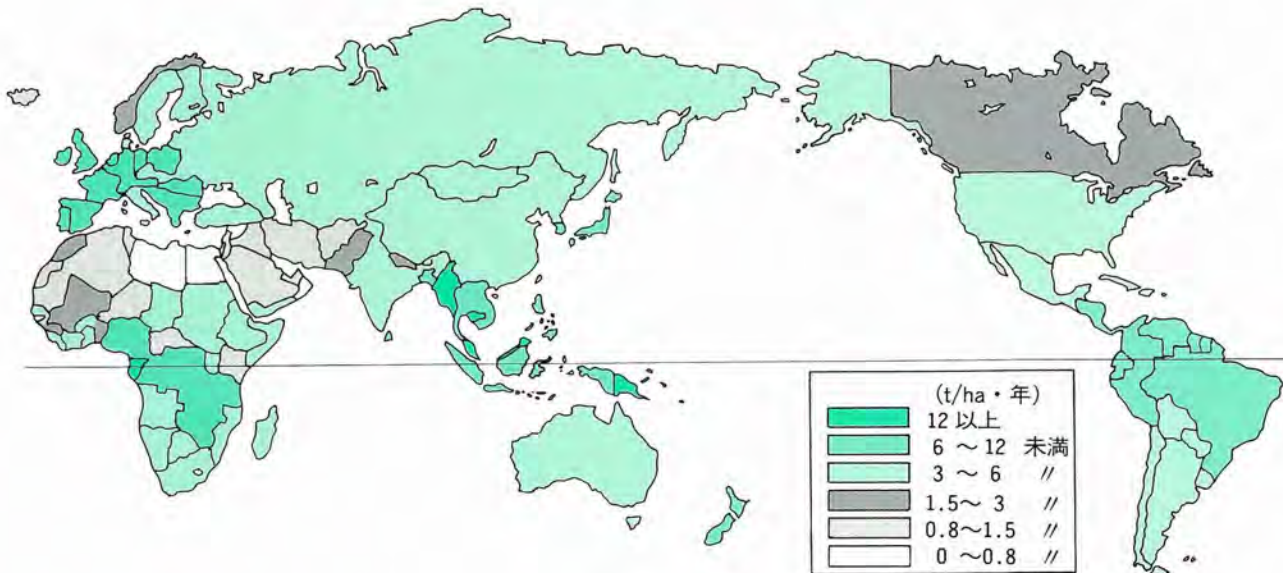 (t/ha・年)
12 以上
6 ～ 12 未満
3 ～ 6 〃
1.5～ 3 〃
0.8～1.5 〃
0 ～0.8 〃